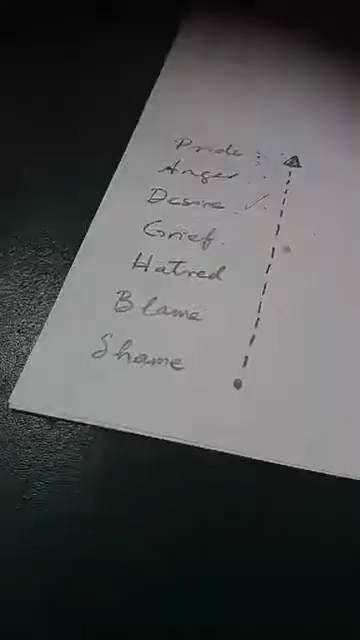 Pride :
Anger .
Desire ✓
Grief.
Hatred
Blame
Shame